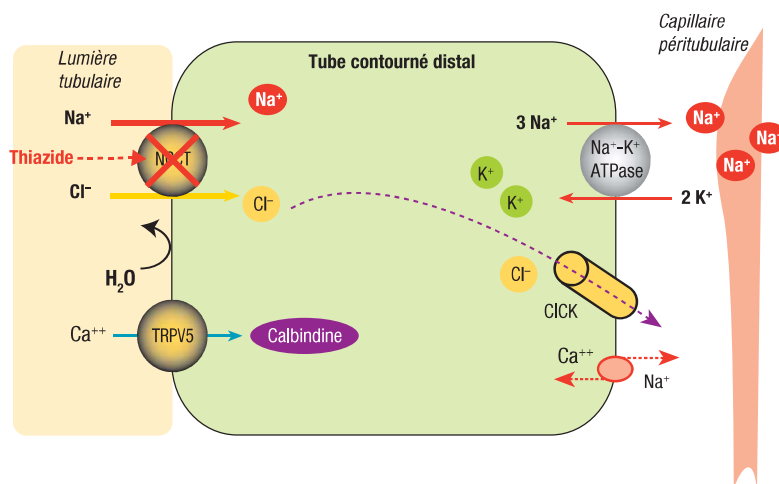 Lumière
tubulaire
Tube contourné distal
Capillaire
péritubulaire
Na⁺
Na⁺
3 Na⁺
Na⁺
Na⁺
Na⁺
Thiazide
NCCT
Na⁺-K⁺
ATPase
K⁺
K⁺
2 K⁺
Cl⁻
Cl⁻
Cl⁻
H₂O
ClCK
Ca⁺⁺
TRPV5
Calbindine
Ca⁺⁺
Na⁺